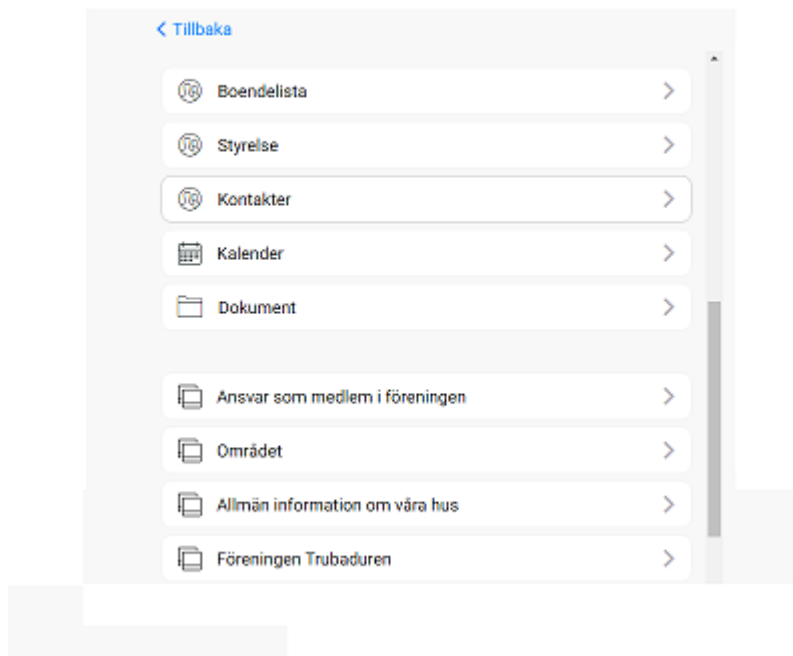 Tillbaka
Boendelista
Styrelse
Kontakter
Kalender
Dokument
Ansvar som medlem i föreningen
Området
Allmän information om våra hus
Föreningen Trubaduren